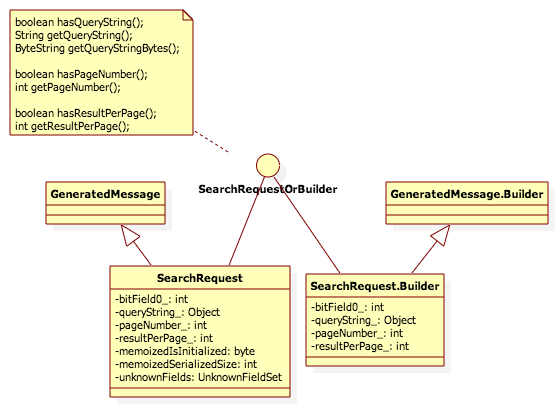 boolean hasQueryString();
String getQueryString();
ByteString getQueryStringBytes();
boolean hasPageNumber();
int getPageNumber();
boolean hasResultPerPage();
int getResultPerPage();
SearchRequestOrBuilder
GeneratedMessage
GeneratedMessage.Builder
SearchRequest
-bitField0_: int
-queryString_: Object
-pageNumber_: int
-resultPerPage_: int
-memoizedIsInitialized: byte
-memoizedSerializedSize: int
-unknownFields: UnknownFieldSet
SearchRequest.Builder
-bitField0_: int
-queryString_: Object
-pageNumber_: int
-resultPerPage_: int